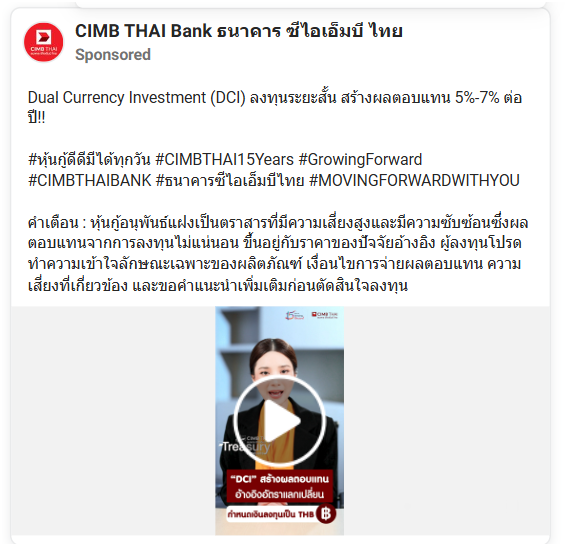 CIMB THAI Bank ธนาคาร ซีไอเอ็มบี ไทย
Sponsored
CIMB THAI
Dual Currency Investment (DCI) ลงทุนระยะสั้น สร้างผลตอบแทน 5%-7% ต่อ
ปี!!
#หุ้นกู้ดีดีมีได้ทุกวัน #CIMBTHAI15Years #GrowingForward
#CIMBTHAIBANK #ธนาคารซีไอเอ็มบีไทย #MOVINGFORWARDWITHYOU
คำเตือน : หุ้นกู้อนุพันธ์แฝงเป็นตราสารที่มีความเสี่ยงสูงและมีความซับซ้อนซึ่งผล
ตอบแทนจากการลงทุนไม่แน่นอน ขึ้นอยู่กับราคาของปัจจัยอ้างอิง ผู้ลงทุนโปรด
ทำความเข้าใจลักษณะเฉพาะของผลิตภัณฑ์ เงื่อนไขการจ่ายผลตอบแทน ความ
เสี่ยงที่เกี่ยวข้อง และขอคำแนะนำเพิ่มเติมก่อนตัดสินใจลงทุน
CIMB THAI
Treasury
"DCI" สร้างผลตอบแทน
อ้างอิงอัตราแลกเปลี่ยน
กำหนดเงินลงทุนเป็น THB ฿